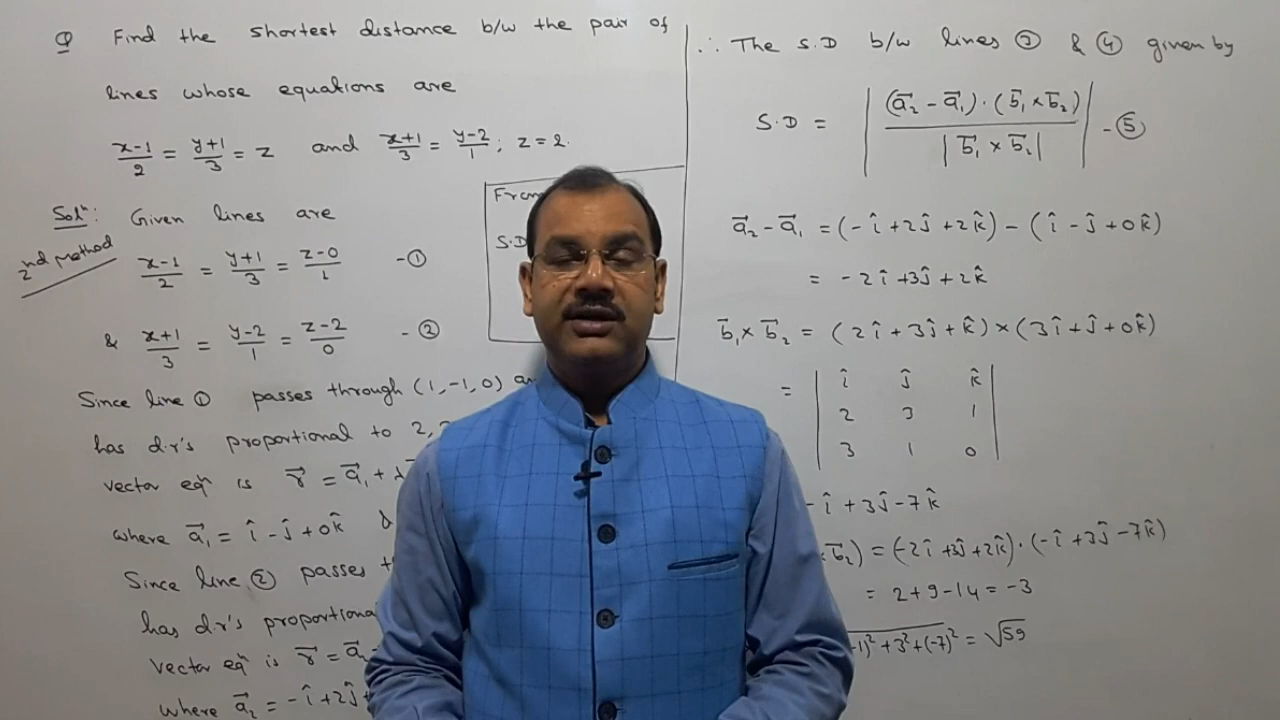 Q Find the shortest distance b/w the pair of
lines whose equations are
x-1/2 = y+1/3 = z and x+1/3 = y-2/1 ; z=2.
Solⁿ: Given lines are
2nd method
x-1/2 = y+1/3 = z-0/1 -①
& x+1/3 = y-2/1 = z-2/0 -②
Since line ① passes through (1,-1,0)
has d.r's proportional to 2,
vector eqⁿ is r⃗ = a⃗₁ + λ
where a⃗₁ = î - ĵ + 0k̂ &
Since line ② passes
has d.r's
vector eqⁿ is r⃗ =
where a⃗₂ = -î + 2ĵ
S.D
∴ The S.D b/w lines ③ & ④ given by
S.D = | (a⃗₂ - a⃗₁) . (b⃗₁ × b⃗₂) / |b⃗₁ × b⃗₂| | -⑤
a⃗₂ - a⃗₁ = (-î + 2ĵ + 2k̂) - (î - ĵ + 0k̂)
= -2î + 3ĵ + 2k̂
b⃗₁ × b⃗₂ = (2î + 3ĵ + k̂) × (3î + ĵ + 0k̂)
= | î ĵ k̂
2 3 1
3 1 0 |
-î + 3ĵ - 7k̂
b⃗₂) = (-2î + 3ĵ + 2k̂) . (-î + 3ĵ - 7k̂)
= 2 + 9 - 14 = -3
1)² + 3² + (-7)² = √59